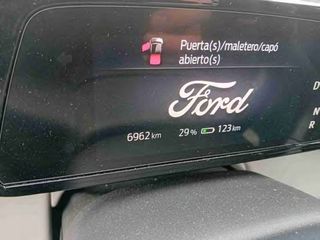 Puerta(s)/maletero/capó
abierto(s)
Ford
D
N
R
6962 km 29 % 123 km